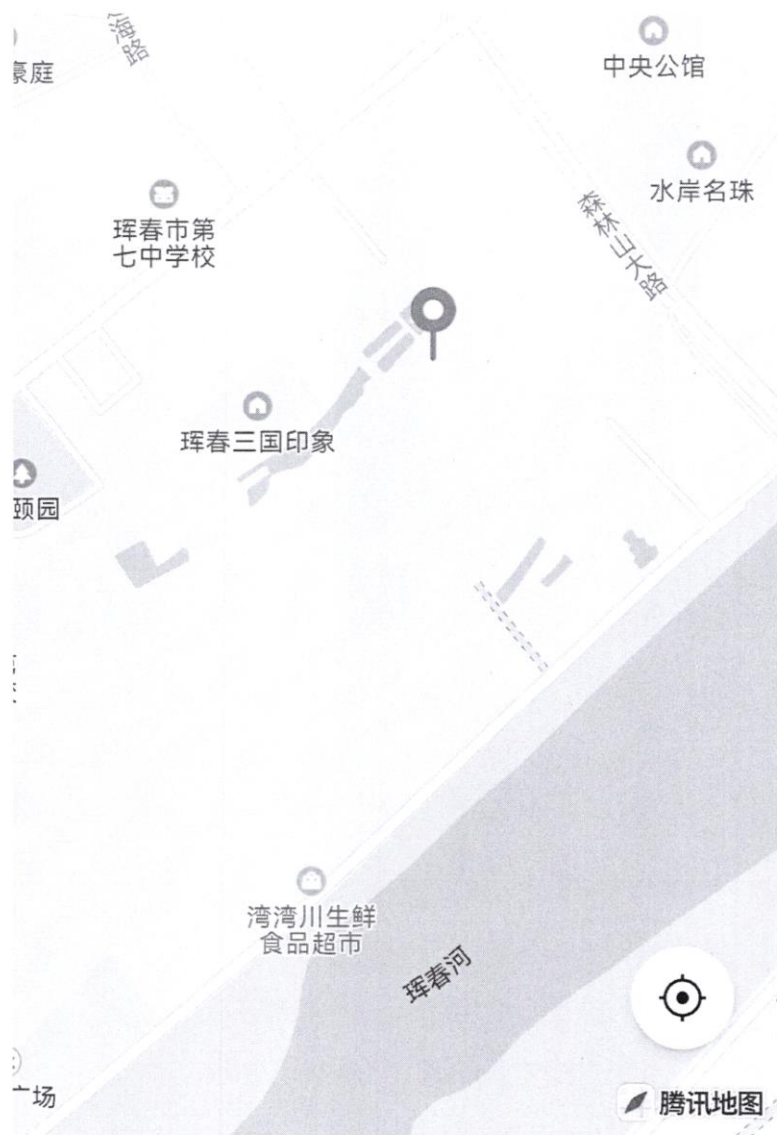 海路
豪庭
中央公馆
水岸名珠
珲春市第
七中学校
森林山大路
珲春三国印象
颐园
湾湾川生鲜
食品超市
珲春河
广场
腾讯地图